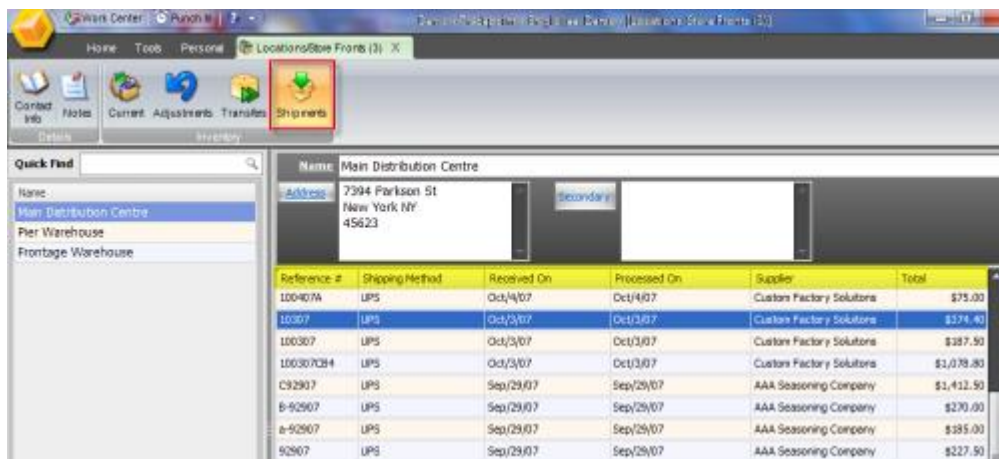 Work Center Punch In
Home Tools Personal Locations/Store Fronts (3) X
Contact Info Notes Current Adjustments Transfers Shipments
Details Inventory
Quick Find
Name Main Distribution Centre
Name
Main Distribution Centre
Pier Warehouse
Frontage Warehouse
Address 7394 Parkson St
New York NY
45623
Secondary
Reference # Shipping Method Received On Processed On Supplier Total
100407A UPS Oct/4/07 Oct/4/07 Custom Factory Solutions $75.00
10307 UPS Oct/3/07 Oct/3/07 Custom Factory Solutions $374.40
100307 UPS Oct/3/07 Oct/3/07 Custom Factory Solutions $187.50
100307CB4 UPS Oct/3/07 Oct/3/07 Custom Factory Solutions $1,078.80
C92907 UPS Sep/29/07 Sep/29/07 AAA Seasoning Company $1,412.50
B-92907 UPS Sep/29/07 Sep/29/07 AAA Seasoning Company $270.00
a-92907 UPS Sep/29/07 Sep/29/07 AAA Seasoning Company $185.00
92907 UPS Sep/29/07 Sep/29/07 AAA Seasoning Company $227.50